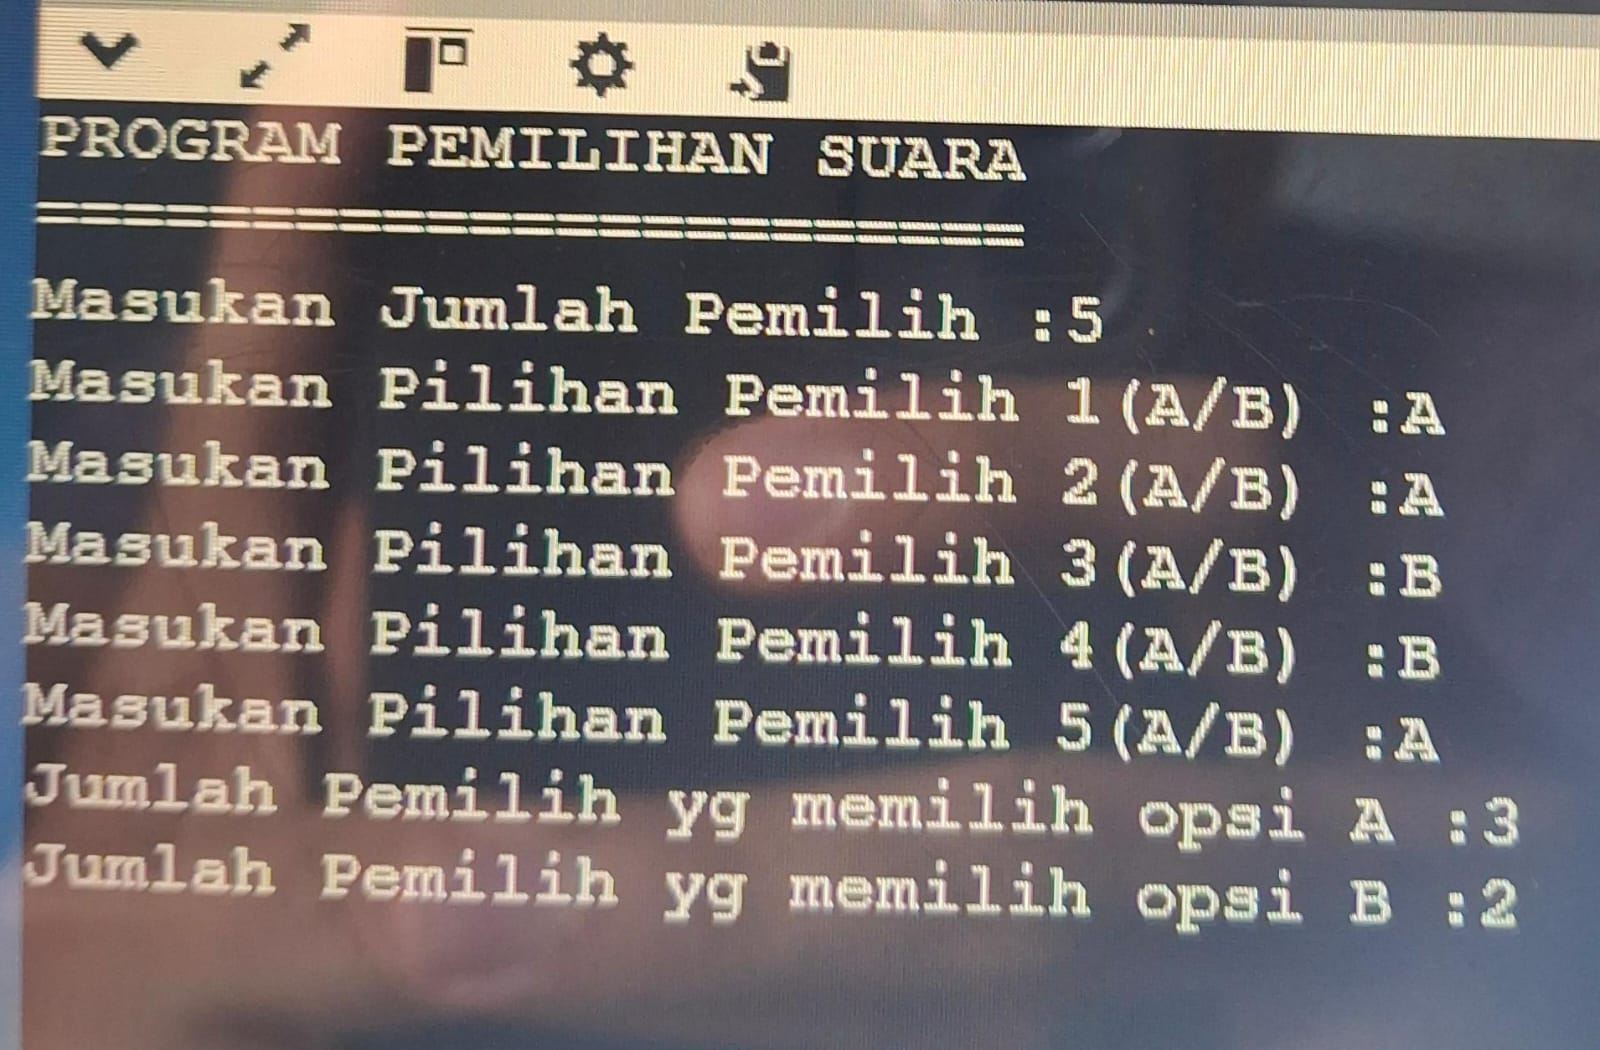 PROGRAM PEMILIHAN SUARA
=======================
Masukan Jumlah Pemilih :5
Masukan Pilihan Pemilih 1(A/B) :A
Masukan Pilihan Pemilih 2(A/B) :A
Masukan Pilihan Pemilih 3(A/B) :B
Masukan Pilihan Pemilih 4(A/B) :B
Masukan Pilihan Pemilih 5(A/B) :A
Jumlah Pemilih yg memilih opsi A :3
Jumlah Pemilih yg memilih opsi B :2